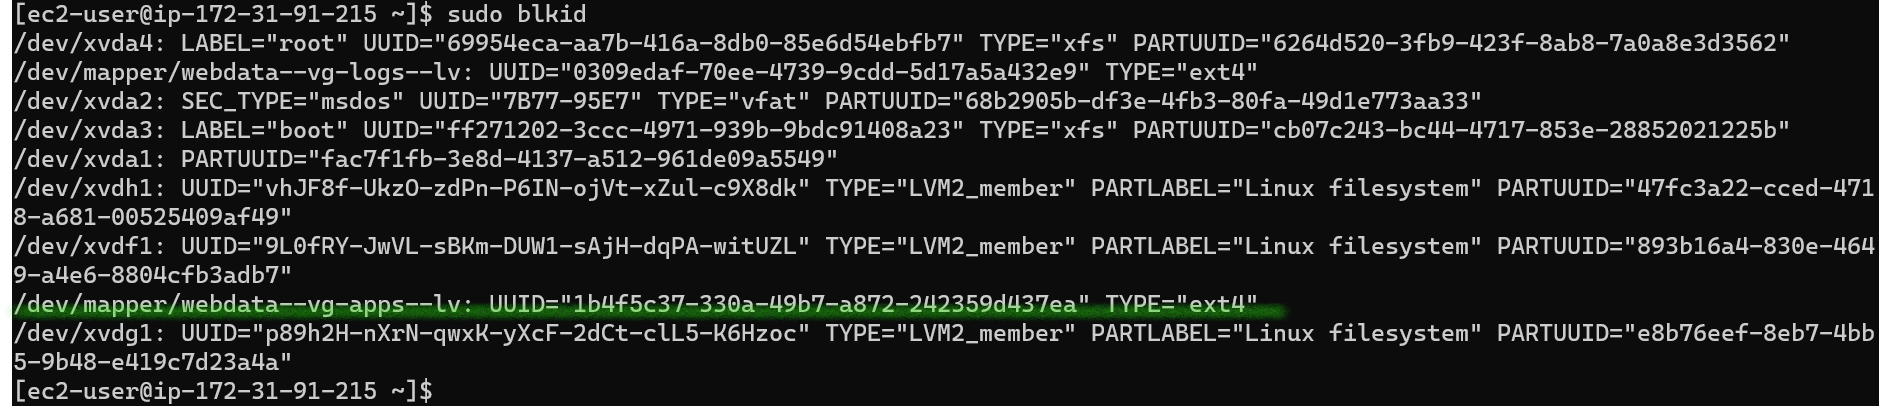 [ec2-user@ip-172-31-91-215 ~]$ sudo blkid
/dev/xvda4: LABEL="root" UUID="69954eca-aa7b-416a-8db0-85e6d54ebfb7" TYPE="xfs" PARTUUID="6264d520-3fb9-423f-8ab8-7a0a8e3d3562"
/dev/mapper/webdata--vg-logs--lv: UUID="0309edaf-70ee-4739-9cdd-5d17a5a432e9" TYPE="ext4"
/dev/xvda2: SEC_TYPE="msdos" UUID="7B77-95E7" TYPE="vfat" PARTUUID="68b2905b-df3e-4fb3-80fa-49d1e773aa33"
/dev/xvda3: LABEL="boot" UUID="ff271202-3ccc-4971-939b-9bdc91408a23" TYPE="xfs" PARTUUID="cb07c243-bc44-4717-853e-28852021225b"
/dev/xvda1: PARTUUID="fac7f1fb-3e8d-4137-a512-961de09a5549"
/dev/xvdh1: UUID="vhJF8f-UkzO-zdPn-P6IN-ojVt-xZul-c9X8dk" TYPE="LVM2_member" PARTLABEL="Linux filesystem" PARTUUID="47fc3a22-cced-471
8-a681-00525409af49"
/dev/xvdf1: UUID="9L0fRY-JwVL-sBKm-DUW1-sAjH-dqPA-witUZL" TYPE="LVM2_member" PARTLABEL="Linux filesystem" PARTUUID="893b16a4-830e-464
9-a4e6-8804cfb3adb7"
/dev/mapper/webdata--vg-apps--lv: UUID="1b4f5c37-330a-49b7-a872-242359d437ea" TYPE="ext4"
/dev/xvdg1: UUID="p89h2H-nXrN-qwxK-yXcF-2dCt-clL5-K6Hzoc" TYPE="LVM2_member" PARTLABEL="Linux filesystem" PARTUUID="e8b76eef-8eb7-4bb
5-9b48-e419c7d23a4a"
[ec2-user@ip-172-31-91-215 ~]$